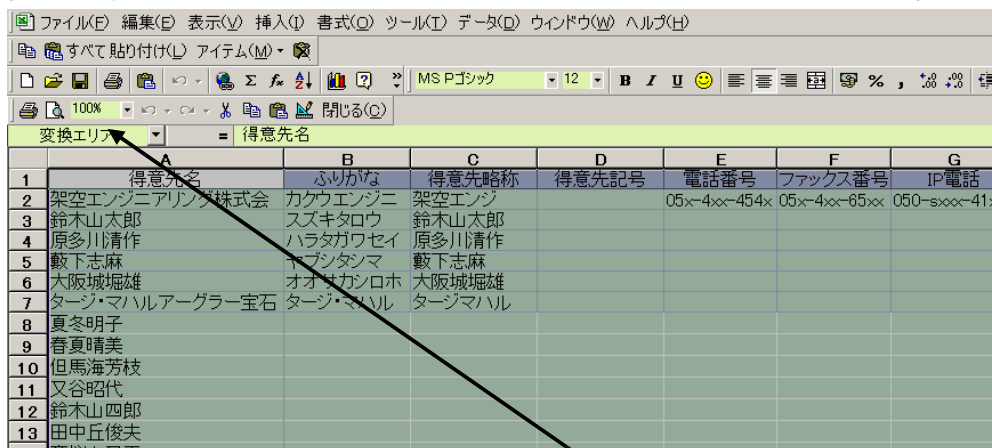 ファイル(F) 編集(E) 表示(V) 挿入(I) 書式(O) ツール(T) データ(D) ウィンドウ(W) ヘルプ(H)
すべて貼り付け(L) アイテム(M)
MS Pゴシック 12 B I U % ,
100% 閉じる(C)
変換エリア = 得意先名
A B C D E F G
1 得意先名 ふりがな 得意先略称 得意先記号 電話番号 ファックス番号 IP電話
2 架空エンジニアリング株式会 カクウエンジニ 架空エンジ 05x-4xx-454x 05x-4xx-65xx 050-sxxx-41
3 鈴木山太郎 スズキタロウ 鈴木山太郎
4 原多川清作 ハラタガワセイ 原多川清作
5 藪下志麻 ヤブシタシマ 藪下志麻
6 大阪城堀雄 オオサカシロホ 大阪城堀雄
7 タージ・マハルアーグラー宝石 タージ・マハル タージマハル
8 夏冬明子
9 春夏晴美
10 但馬海芳枝
11 又谷昭代
12 鈴木山四郎
13 田中丘俊夫